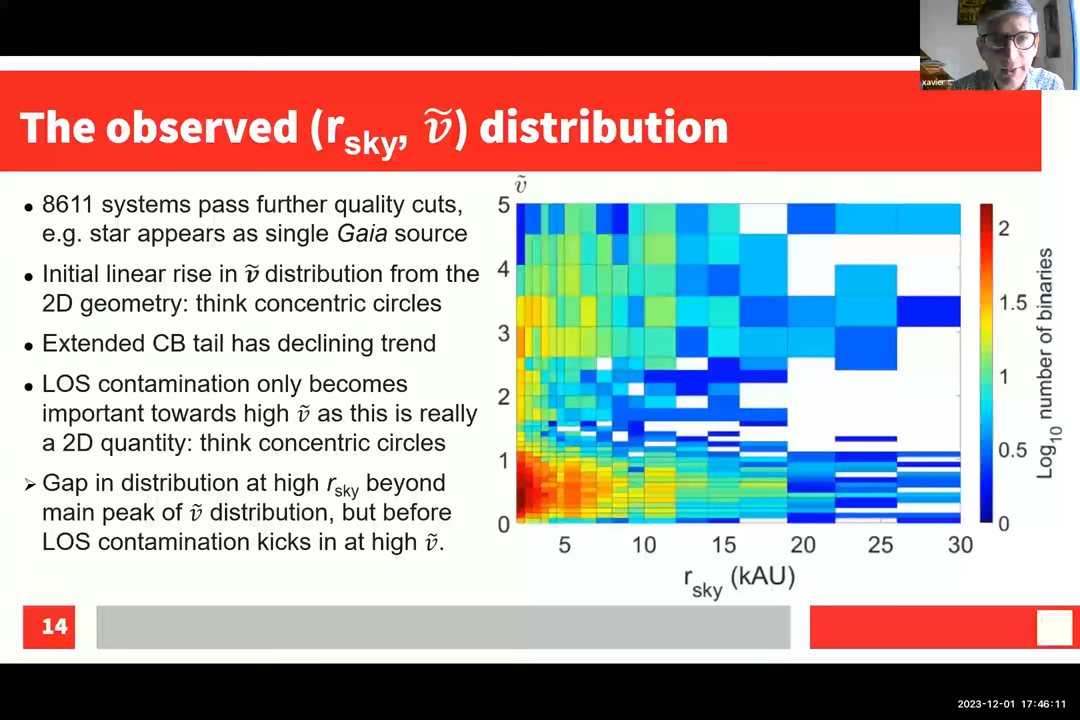 xavier
The observed (rsky, ṽ) distribution
● 8611 systems pass further quality cuts,
e.g. star appears as single Gaia source
● Initial linear rise in ṽ distribution from the
2D geometry: think concentric circles
● Extended CB tail has declining trend
● LOS contamination only becomes
important towards high ṽ as this is really
a 2D quantity: think concentric circles
➢ Gap in distribution at high rsky beyond
main peak of ṽ distribution, but before
LOS contamination kicks in at high ṽ.
ṽ
5
4
3
2
1
0
5 10 15 20 25 30
rsky (kAU)
2
1.5
1
0.5
0
Log10 number of binaries
14
2023-12-01 17:46:11